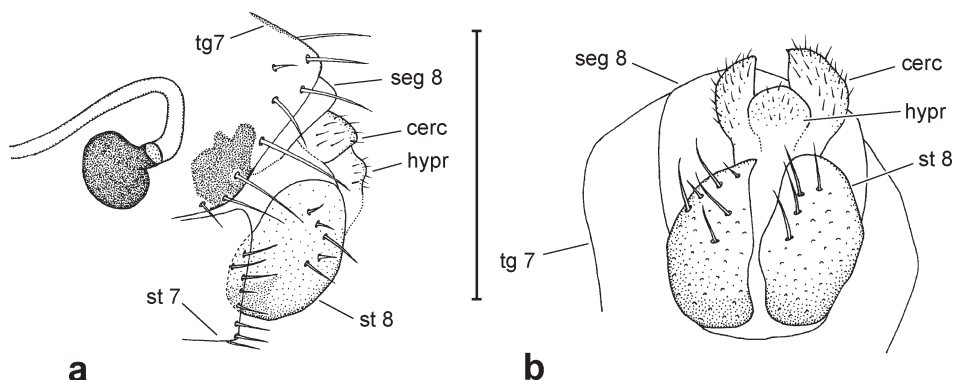 tg7
seg 8
cerc
hypr
st 7
st 8
a
seg 8
cerc
hypr
st 8
tg 7
b